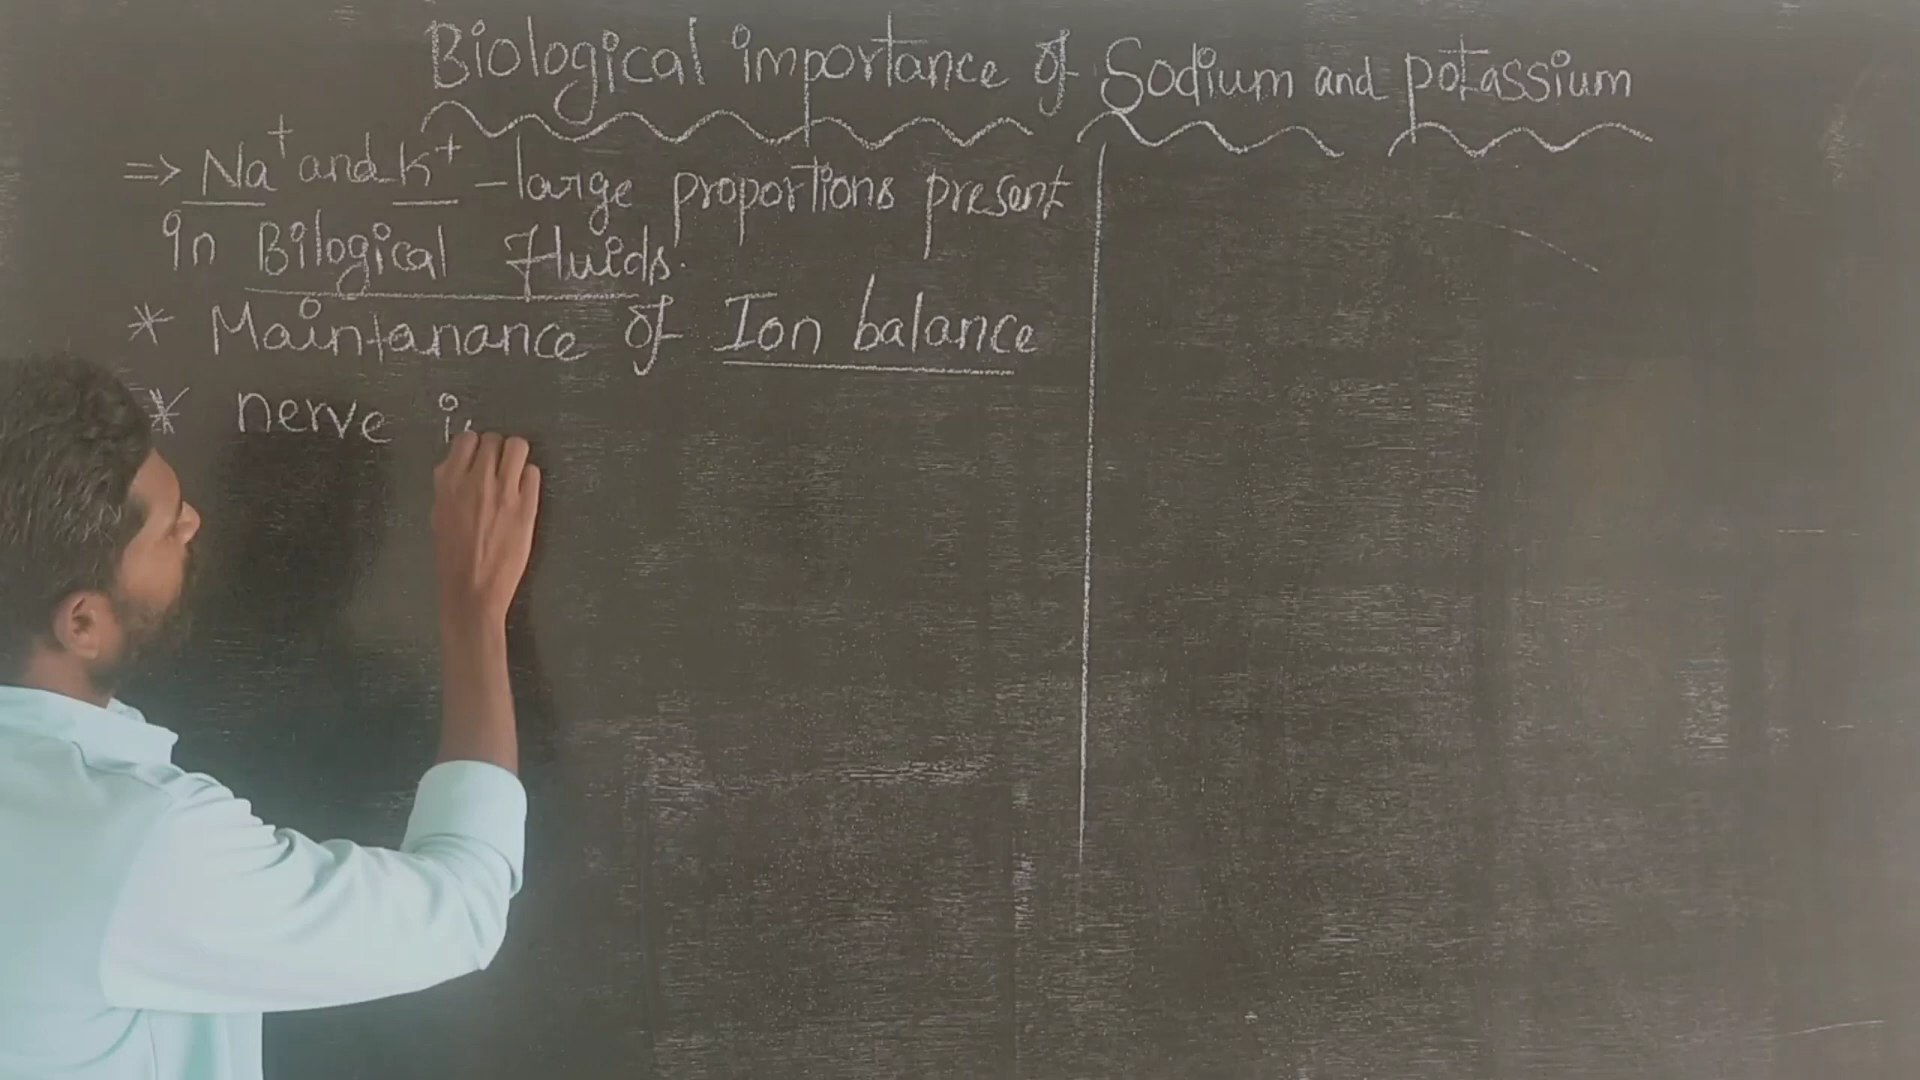 Biological importance of Sodium and potassium
=> Na⁺ and K⁺ - large proportions present
in Bilogical Fluids.
* Maintanance of Ion balance
* nerve